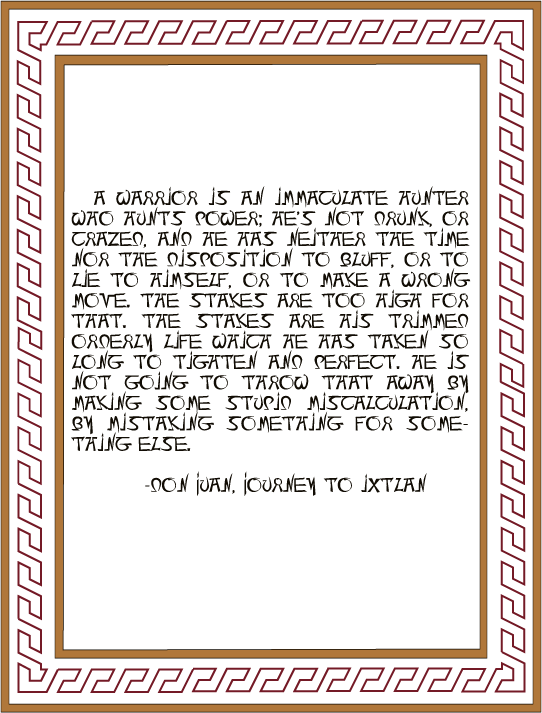 A WARRIOR IS AN IMMACULATE HUNTER
WHO HUNTS POWER; HE'S NOT DRUNK, OR
CRAZED, AND HE HAS NEITHER THE TIME
NOR THE DISPOSITION TO BLUFF, OR TO
LIE TO HIMSELF, OR TO MAKE A WRONG
MOVE. THE STAKES ARE TOO HIGH FOR
THAT. THE STAKES ARE HIS TRIMMED
ORDERLY LIFE WHICH HE HAS TAKEN SO
LONG TO TIGHTEN AND PERFECT. HE IS
NOT GOING TO THROW THAT AWAY BY
MAKING SOME STUPID MISCALCULATION,
BY MISTAKING SOMETHING FOR SOME-
THING ELSE.
-DON JUAN, JOURNEY TO IXTLAN